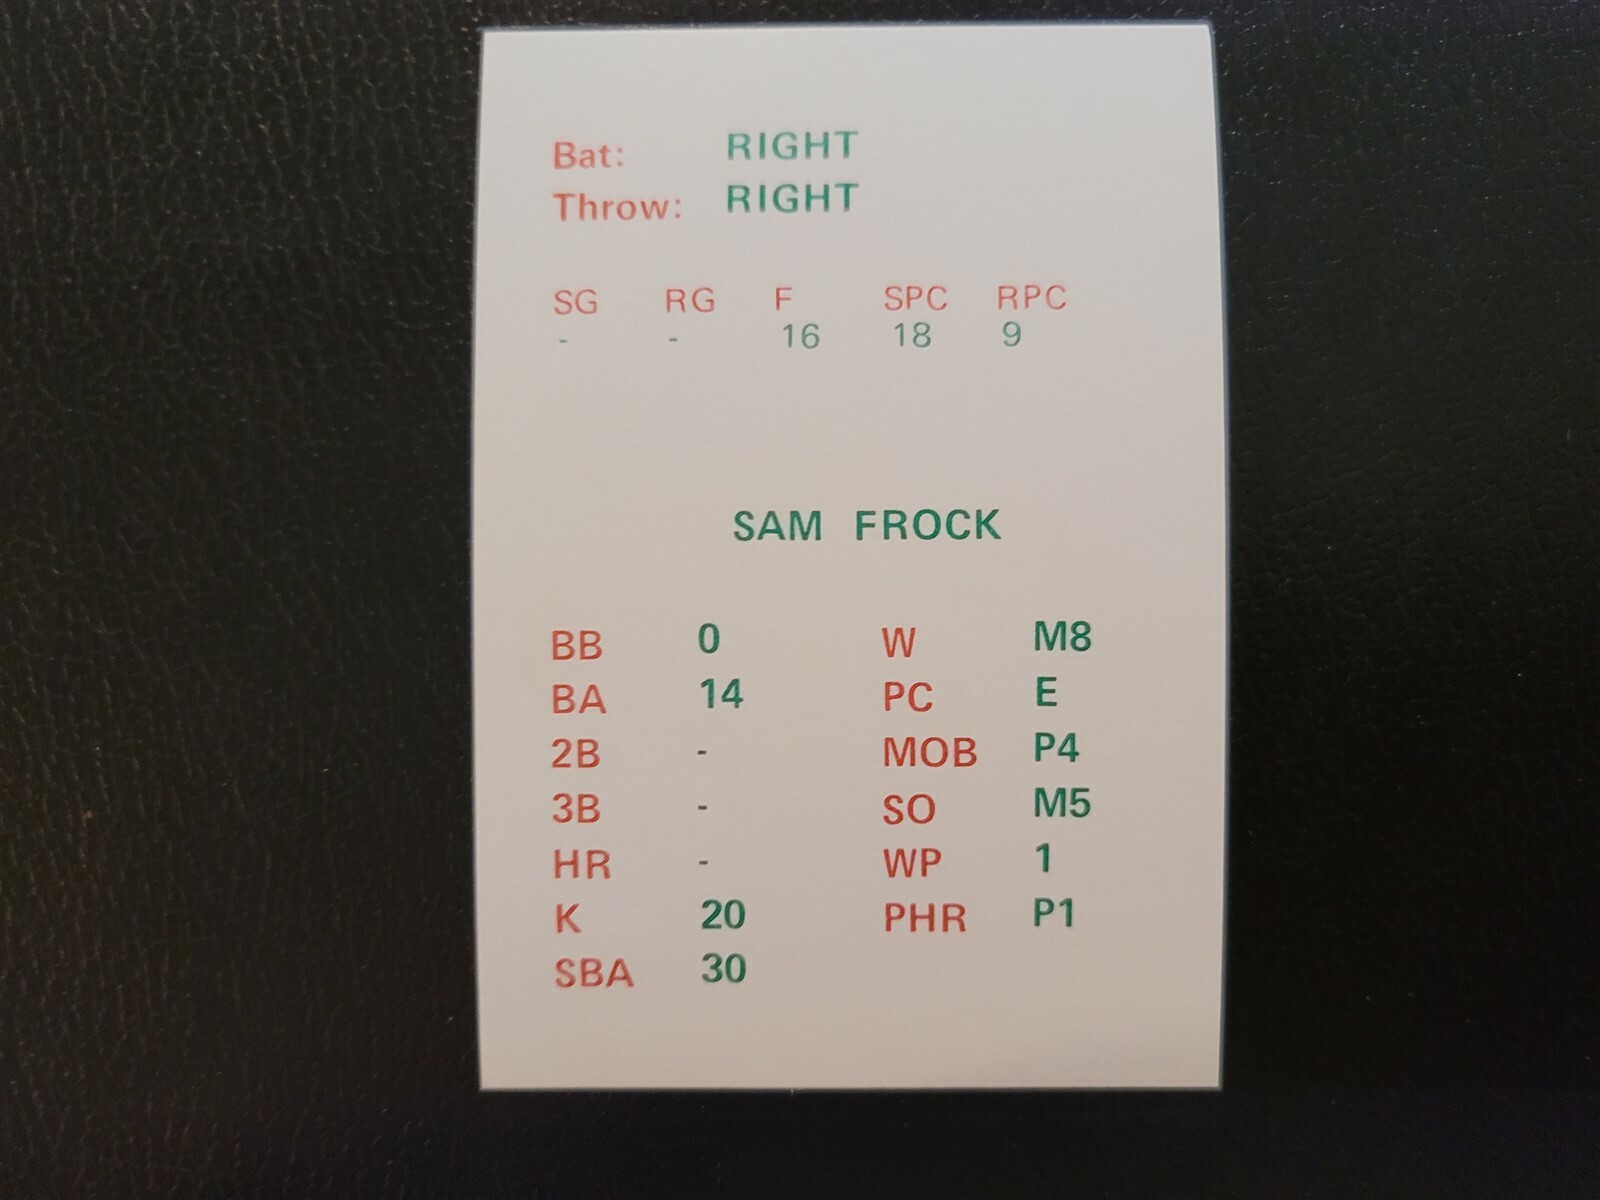 Bat: RIGHT
Throw: RIGHT
SG RG F SPC RPC
- - 16 18 9
SAM FROCK
BB 0 W M8
BA 14 PC E
2B - MOB P4
3B - SO M5
HR - WP 1
K 20 PHR P1
SBA 30